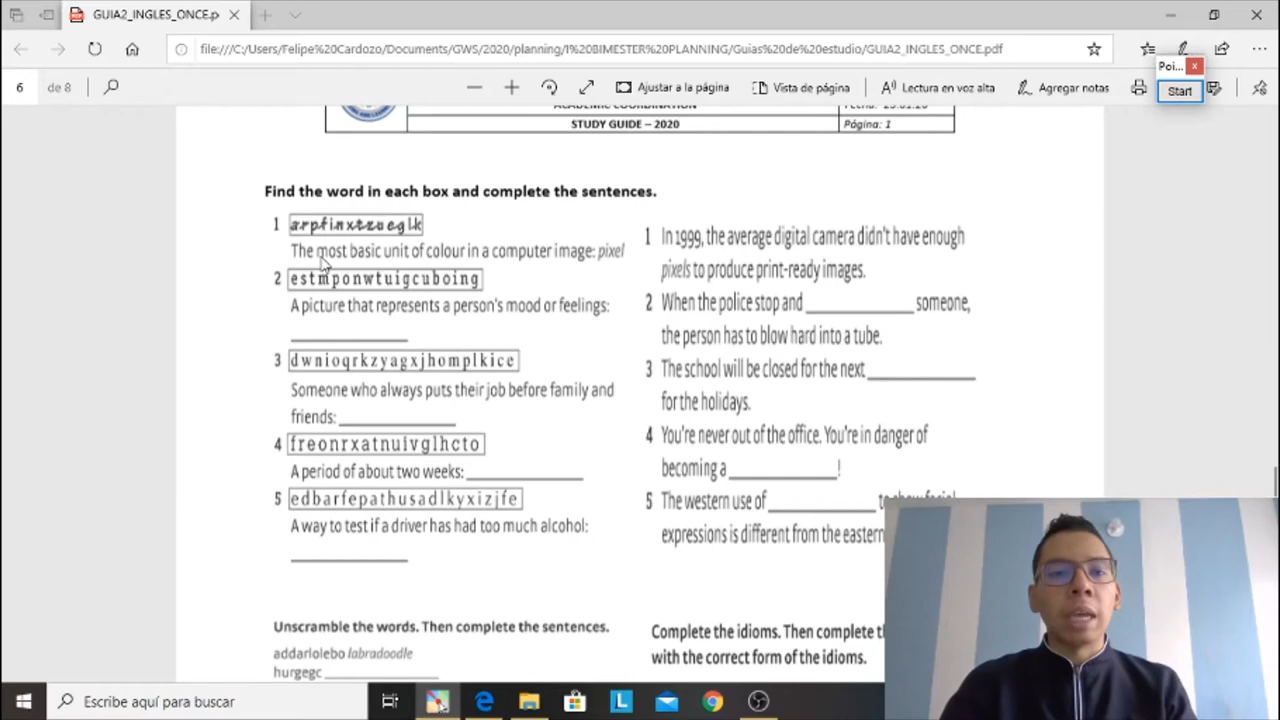 GUIA2_INGLES_ONCE.p
file:///C:/Users/Felipe%20Cardozo/Documents/GWS/2020/planning/I%20BIMESTER%20PLANNING/Guias%20de%20estudio/GUIA2_INGLES_ONCE.pdf
Poi...
6 de 8
Ajustar a la página
Vista de página
Lectura en voz alta
Agregar notas
Start
ACADEMIC COORDINATION
STUDY GUIDE – 2020
Página: 1
Find the word in each box and complete the sentences.
1
The most basic unit of colour in a computer image: pixel
2 estmponwtuigcuboing
A picture that represents a person's mood or feelings:
3 dwnioqrkzyagxjhomplkice
Someone who always puts their job before family and
friends:
4 freonrxatnuivglhcto
A period of about two weeks:
5 edbarfepathusadlkyxizjfe
A way to test if a driver has had too much alcohol:
1 In 1999, the average digital camera didn't have enough
pixels to produce print-ready images.
2 When the police stop and ____________ someone,
the person has to blow hard into a tube.
3 The school will be closed for the next ____________
for the holidays.
4 You're never out of the office. You're in danger of
becoming a ____________!
5 The western use of ____________
expressions is different from the eastern
Unscramble the words. Then complete the sentences.
addarlolebo labradoodle
hurgegc
Complete the idioms. Then complete
with the correct form of the idioms.
Escribe aquí para buscar